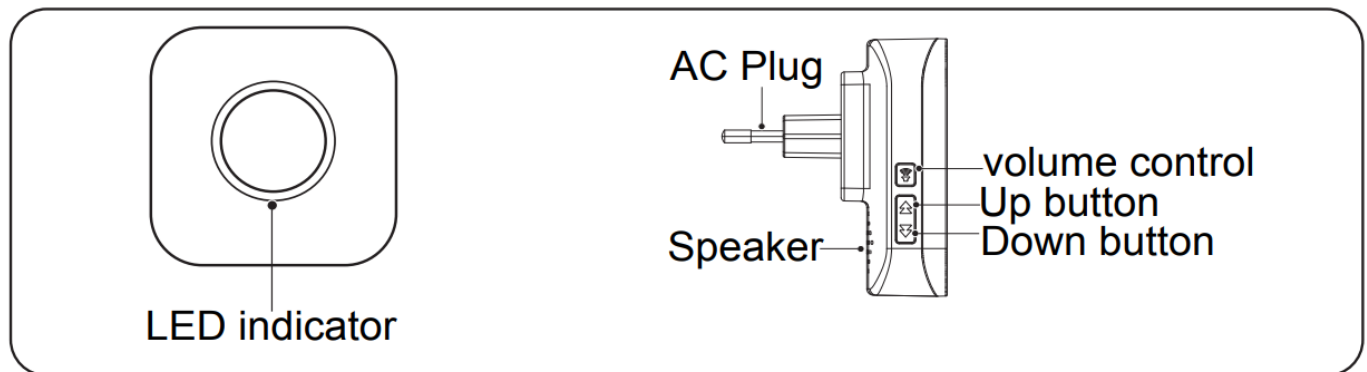 AC Plug
volume control
Up button
Speaker
Down button
LED indicator